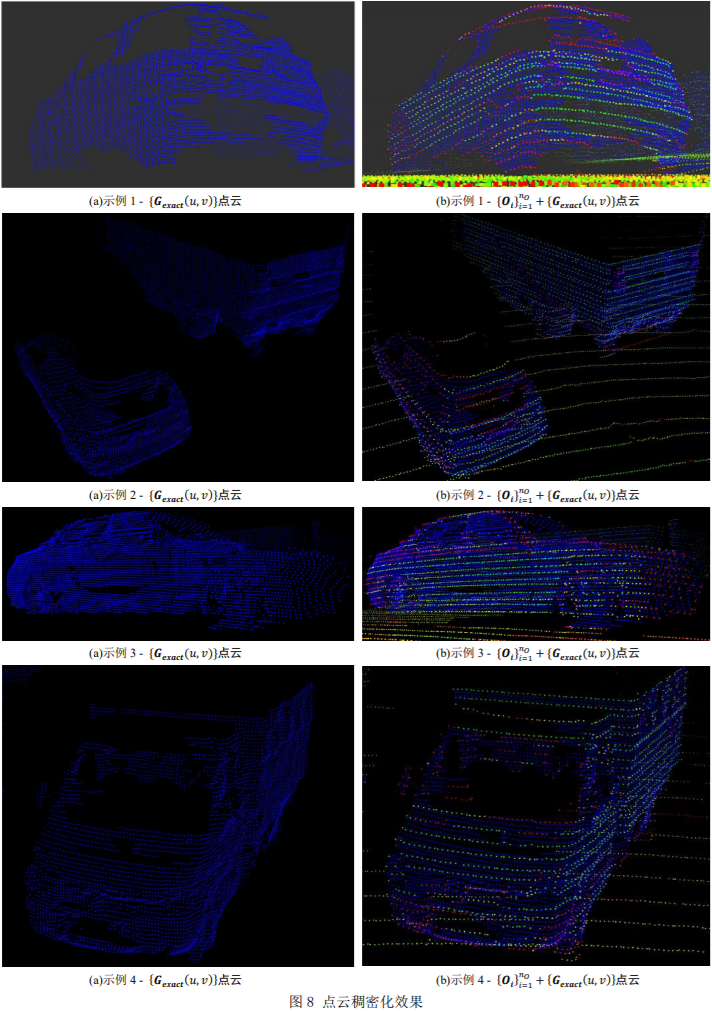 (a)示例 1 - {G_exact(u, v)}点云
(b)示例 1 - {O_i}_{i=1}^{n_O} + {G_exact(u, v)}点云
(a)示例 2 - {G_exact(u, v)}点云
(b)示例 2 - {O_i}_{i=1}^{n_O} + {G_exact(u, v)}点云
(a)示例 3 - {G_exact(u, v)}点云
(b)示例 3 - {O_i}_{i=1}^{n_O} + {G_exact(u, v)}点云
(a)示例 4 - {G_exact(u, v)}点云
(b)示例 4 - {O_i}_{i=1}^{n_O} + {G_exact(u, v)}点云
图 8 点云稠密化效果